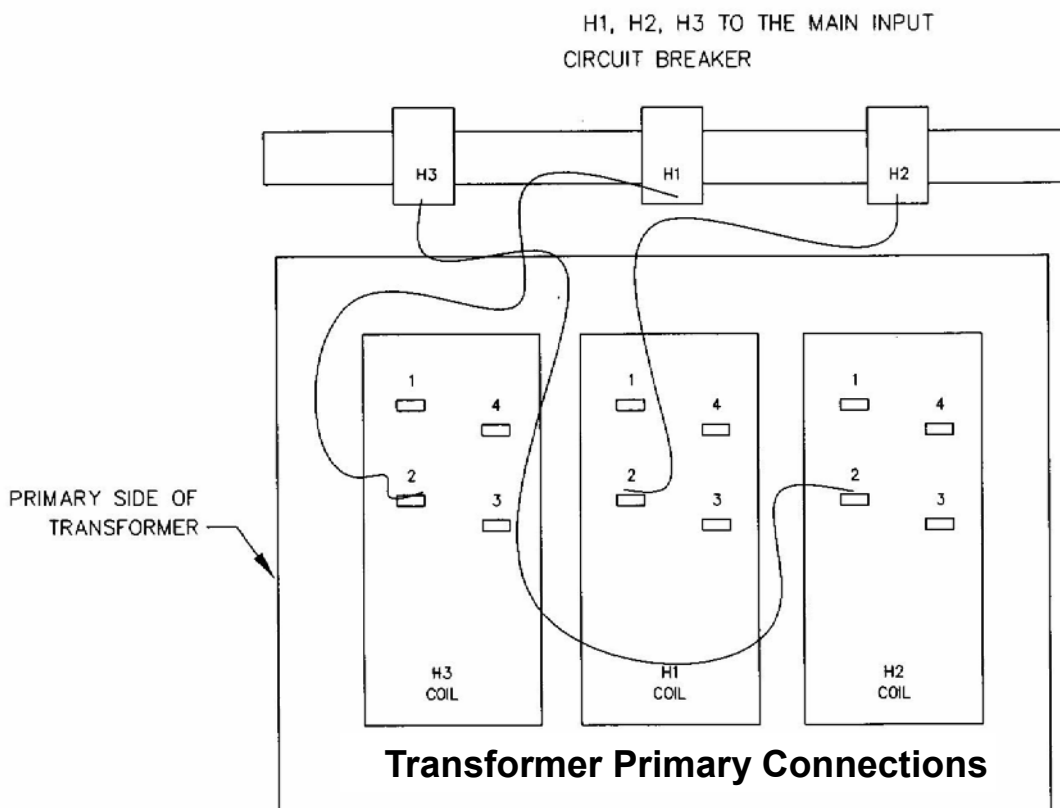 H1, H2, H3 TO THE MAIN INPUT
CIRCUIT BREAKER
H3
H1
H2
1
4
2
3
1
4
2
3
1
4
2
3
PRIMARY SIDE OF
TRANSFORMER
H3
COIL
H1
COIL
H2
COIL
Transformer Primary Connections